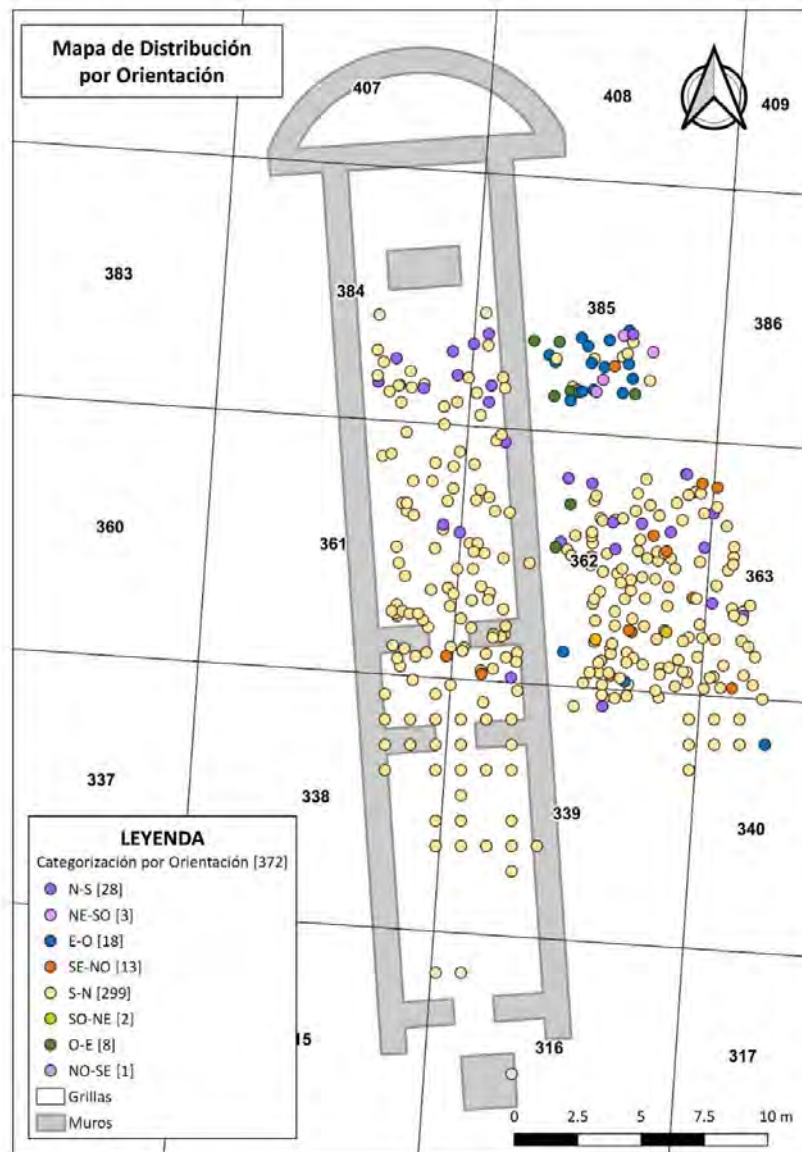 Mapa de Distribución
por Orientación
407
408
409
383
384
385
386
360
361
362
363
337
338
339
340
15
316
317
LEYENDA
Categorización por Orientación [372]
N-S [28]
NE-SO [3]
E-O [18]
SE-NO [13]
S-N [299]
SO-NE [2]
O-E [8]
NO-SE [1]
Grillas
Muros
0 2.5 5 7.5 10 m